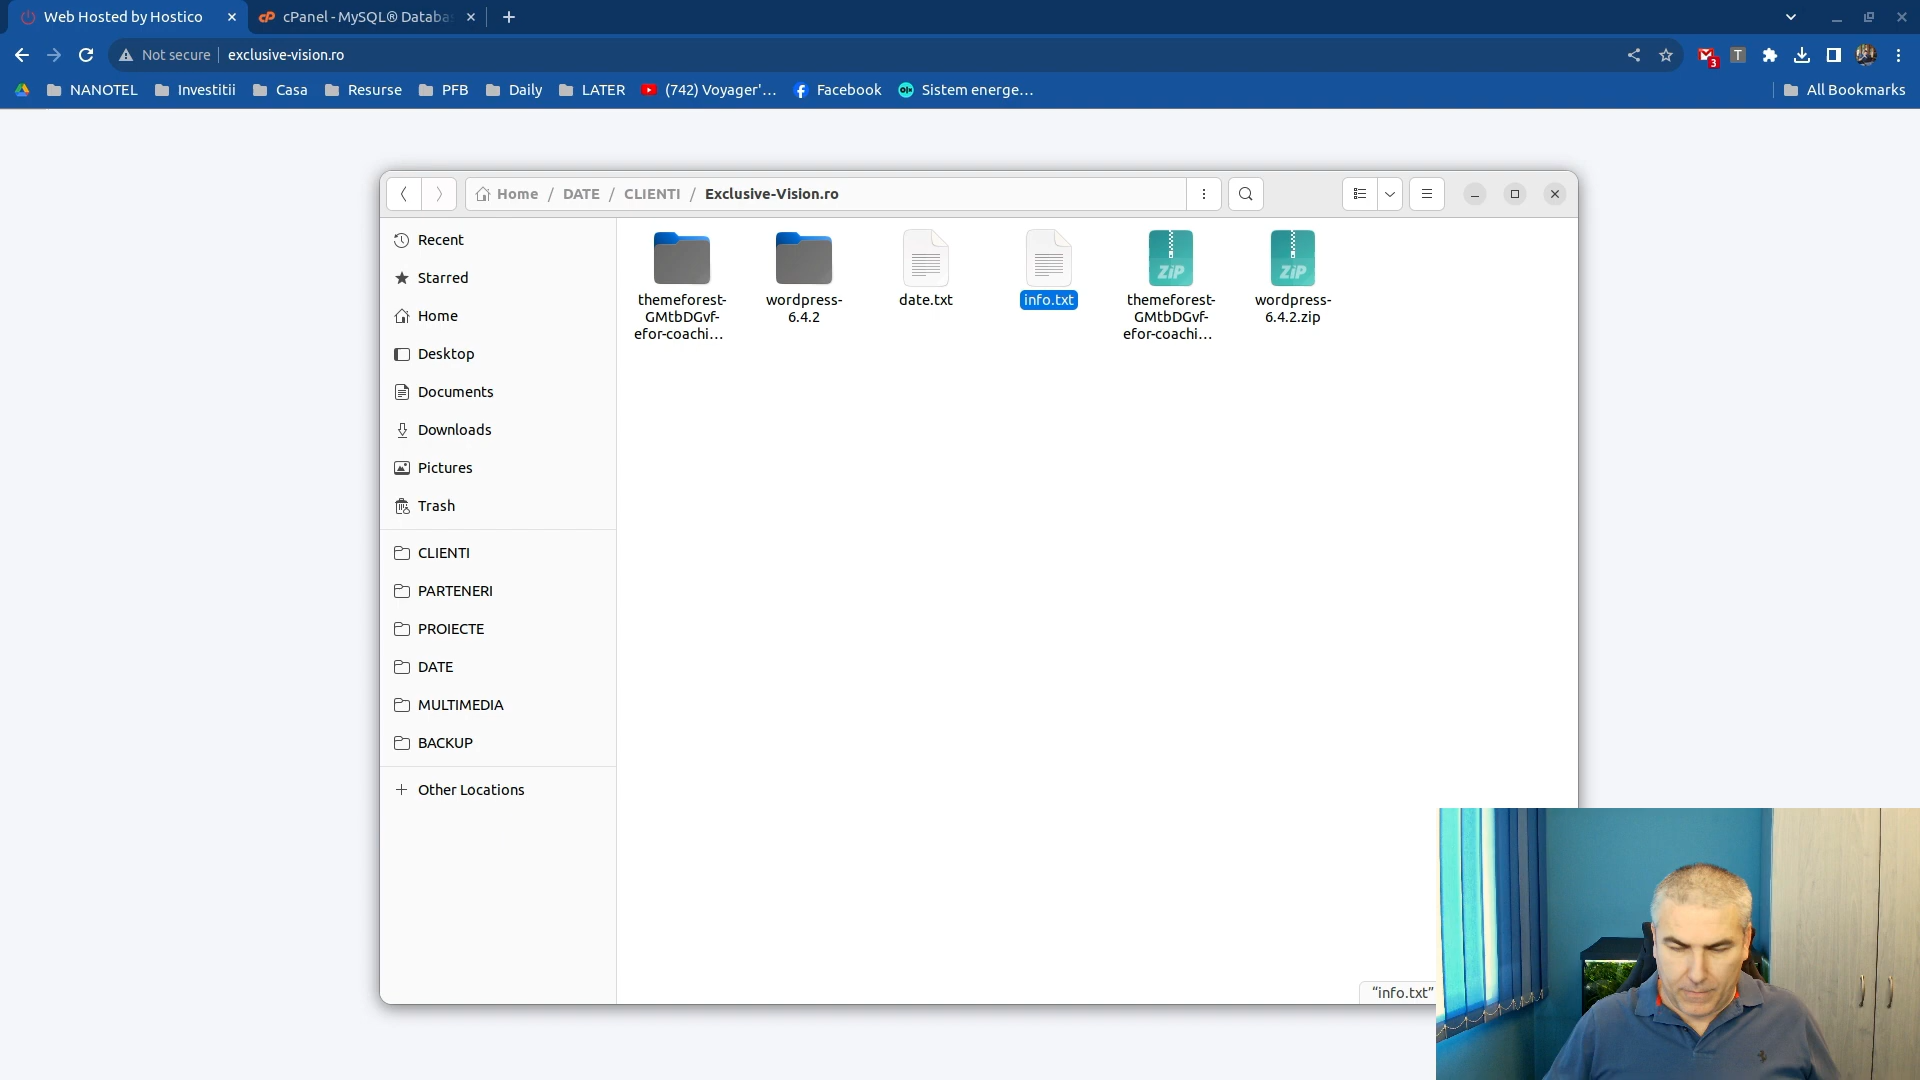 Web Hosted by Hostico
cPanel - MySQL® Databa
Not secure
exclusive-vision.ro
3
T
NANOTEL
Investitii
Casa
Resurse
PFB
Daily
LATER
(742) Voyager'...
Facebook
Sistem energe...
All Bookmarks
Home / DATE / CLIENTI / Exclusive-Vision.ro
Recent
Starred
Home
Desktop
Documents
Downloads
Pictures
Trash
CLIENTI
PARTENERI
PROIECTE
DATE
MULTIMEDIA
BACKUP
Other Locations
themeforest-
GMtbDGvf-
efor-coachi...
wordpress-
6.4.2
date.txt
info.txt
ZiP
themeforest-
GMtbDGvf-
efor-coachi...
ZiP
wordpress-
6.4.2.zip
“info.txt”